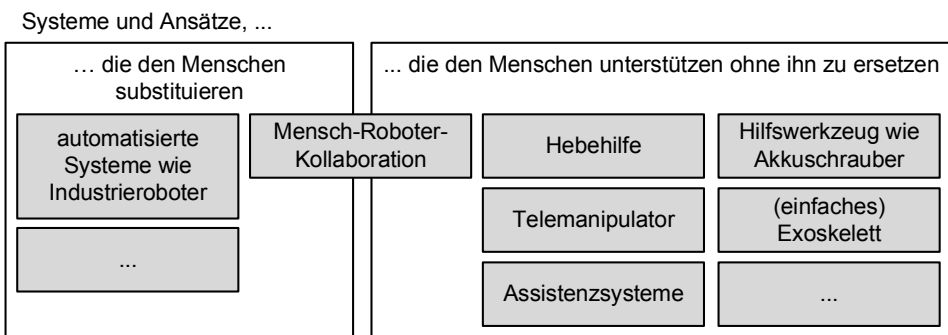 Systeme und Ansätze, ...
… die den Menschen
substituieren
automatisierte
Systeme wie
Industrieroboter
...
Mensch-Roboter-
Kollaboration
... die den Menschen unterstützen ohne ihn zu ersetzen
Hebehilfe
Hilfswerkzeug wie
Akkuschrauber
Telemanipulator
(einfaches)
Exoskelett
Assistenzsysteme
...